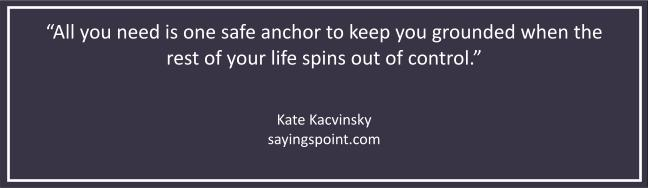 “All you need is one safe anchor to keep you grounded when the
rest of your life spins out of control.”
Kate Kacvinsky
sayingspoint.com